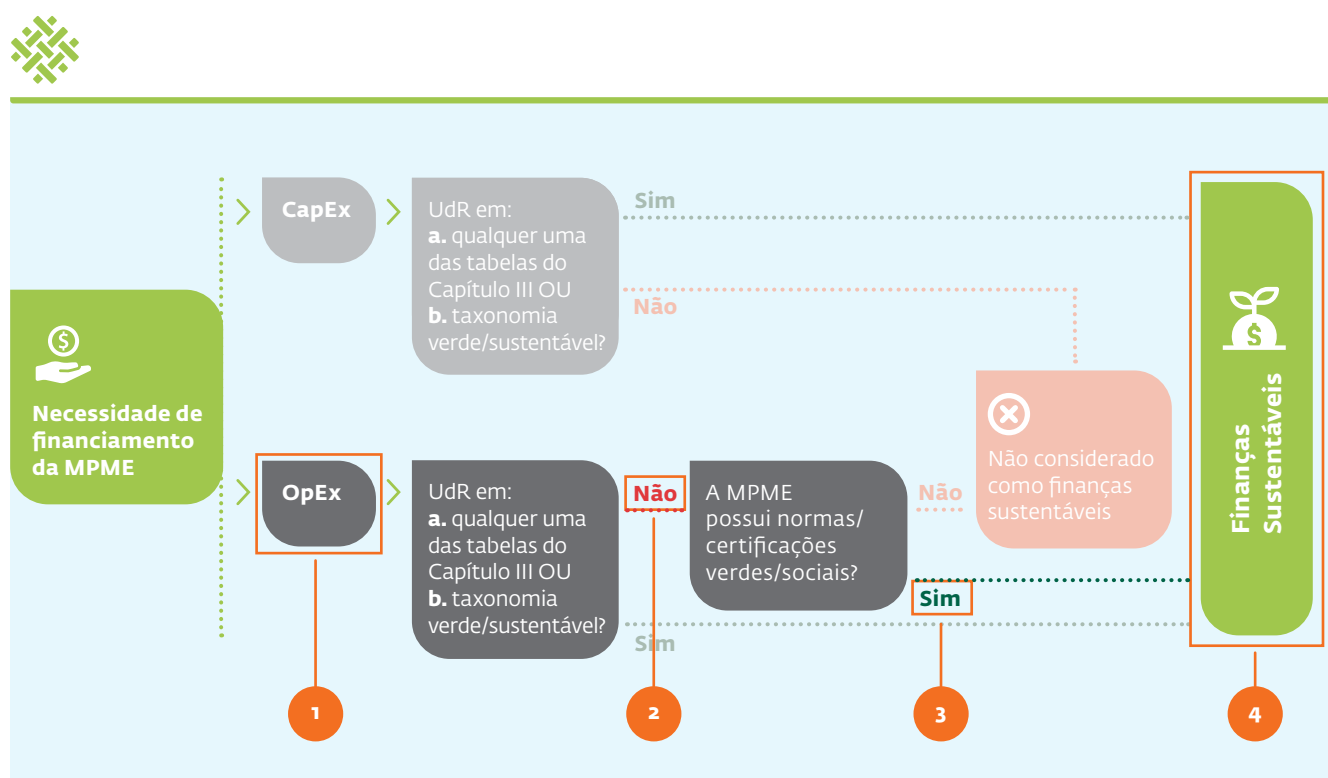 Necessidade de
financiamento
da MPME
CapEx
UdR em:
a. qualquer uma
das tabelas do
Capítulo III OU
b. taxonomia
verde/sustentável?
Sim
Não
OpEx
UdR em:
a. qualquer uma
das tabelas do
Capítulo III OU
b. taxonomia
verde/sustentável?
Não
Sim
A MPME
possui normas/
certificações
verdes/sociais?
Não
Sim
Não considerado
como finanças
sustentáveis
Finanças
Sustentáveis
1
2
3
4